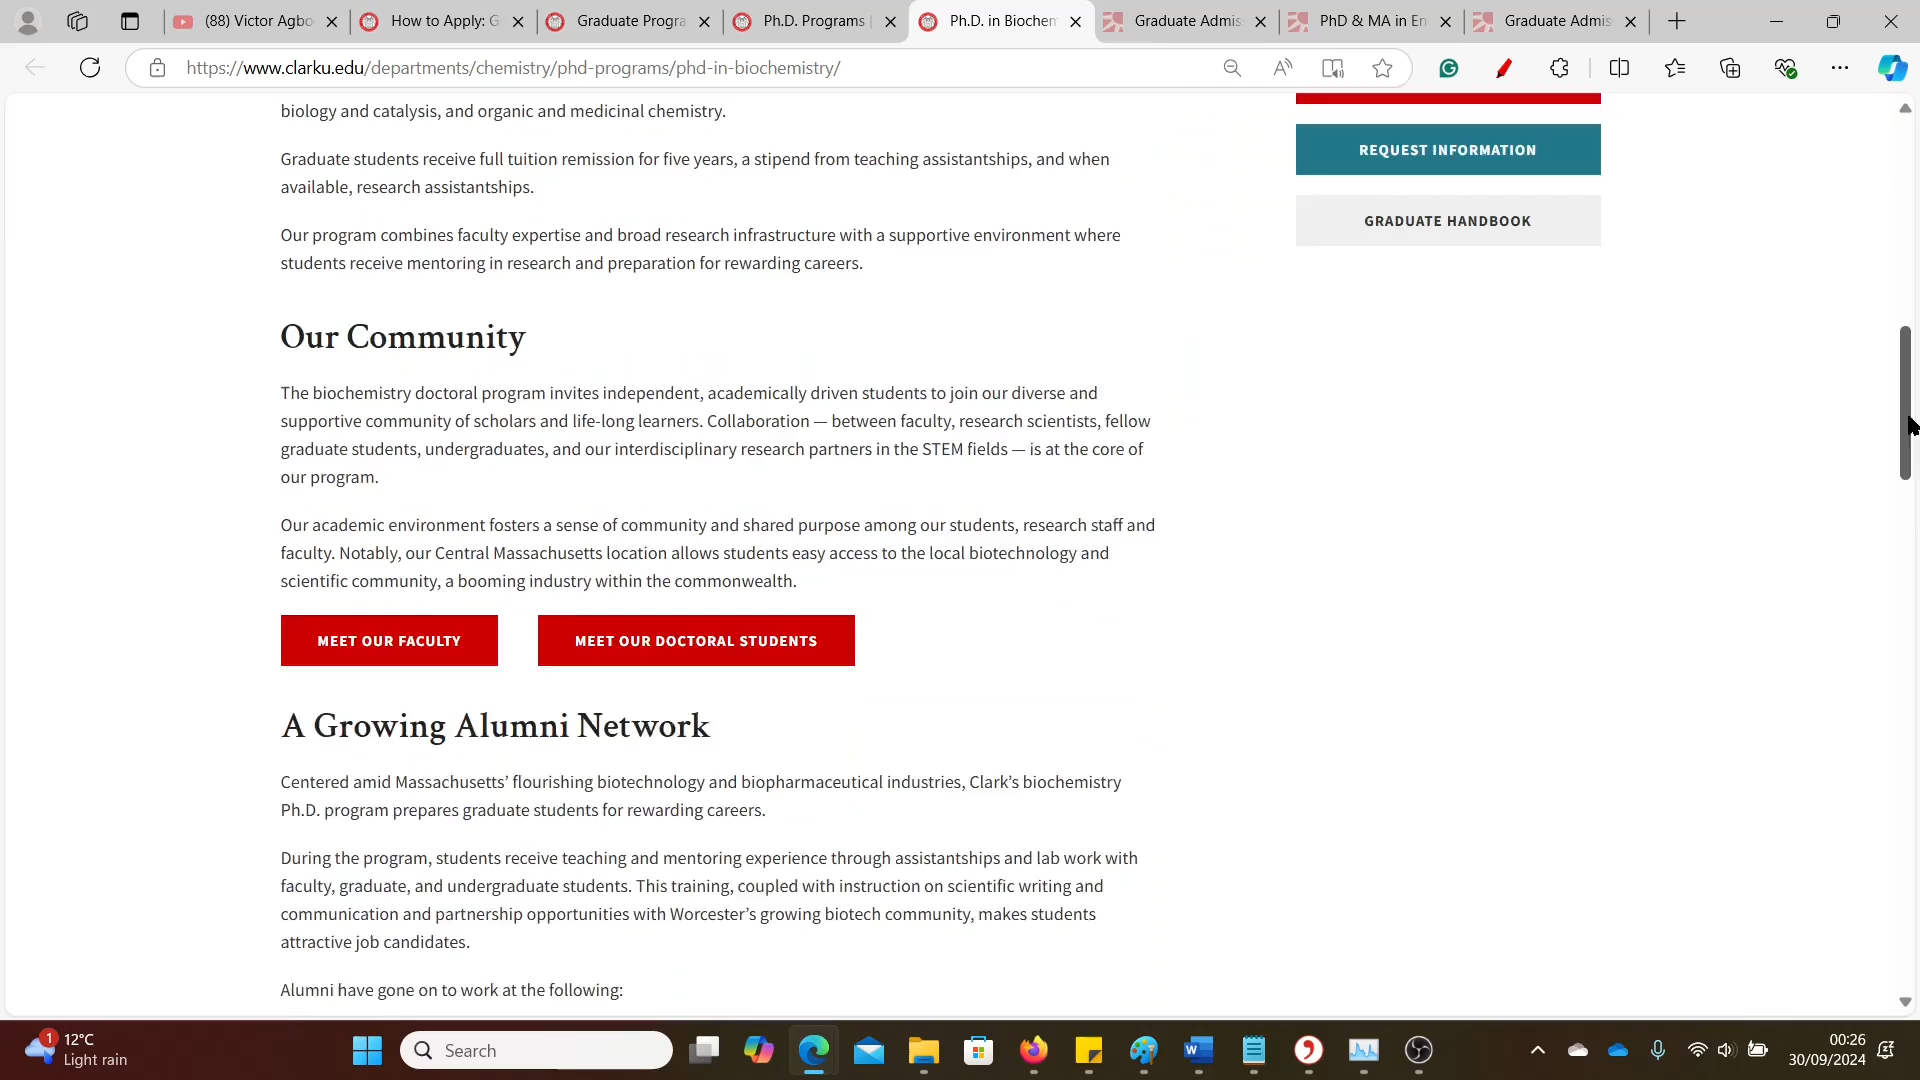 (88) Victor Agbo
How to Apply: G
Graduate Progra
Ph.D. Programs
Ph.D. in Biochem
Graduate Admis
PhD & MA in En
Graduate Admis
https://www.clarku.edu/departments/chemistry/phd-programs/phd-in-biochemistry/
biology and catalysis, and organic and medicinal chemistry.
Graduate students receive full tuition remission for five years, a stipend from teaching assistantships, and when
available, research assistantships.
Our program combines faculty expertise and broad research infrastructure with a supportive environment where
students receive mentoring in research and preparation for rewarding careers.
REQUEST INFORMATION
GRADUATE HANDBOOK
Our Community
The biochemistry doctoral program invites independent, academically driven students to join our diverse and
supportive community of scholars and life-long learners. Collaboration — between faculty, research scientists, fellow
graduate students, undergraduates, and our interdisciplinary research partners in the STEM fields — is at the core of
our program.
Our academic environment fosters a sense of community and shared purpose among our students, research staff and
faculty. Notably, our Central Massachusetts location allows students easy access to the local biotechnology and
scientific community, a booming industry within the commonwealth.
MEET OUR FACULTY
MEET OUR DOCTORAL STUDENTS
A Growing Alumni Network
Centered amid Massachusetts’ flourishing biotechnology and biopharmaceutical industries, Clark’s biochemistry
Ph.D. program prepares graduate students for rewarding careers.
During the program, students receive teaching and mentoring experience through assistantships and lab work with
faculty, graduate, and undergraduate students. This training, coupled with instruction on scientific writing and
communication and partnership opportunities with Worcester’s growing biotech community, makes students
attractive job candidates.
Alumni have gone on to work at the following:
1
12°C
Light rain
Search
00:26
30/09/2024